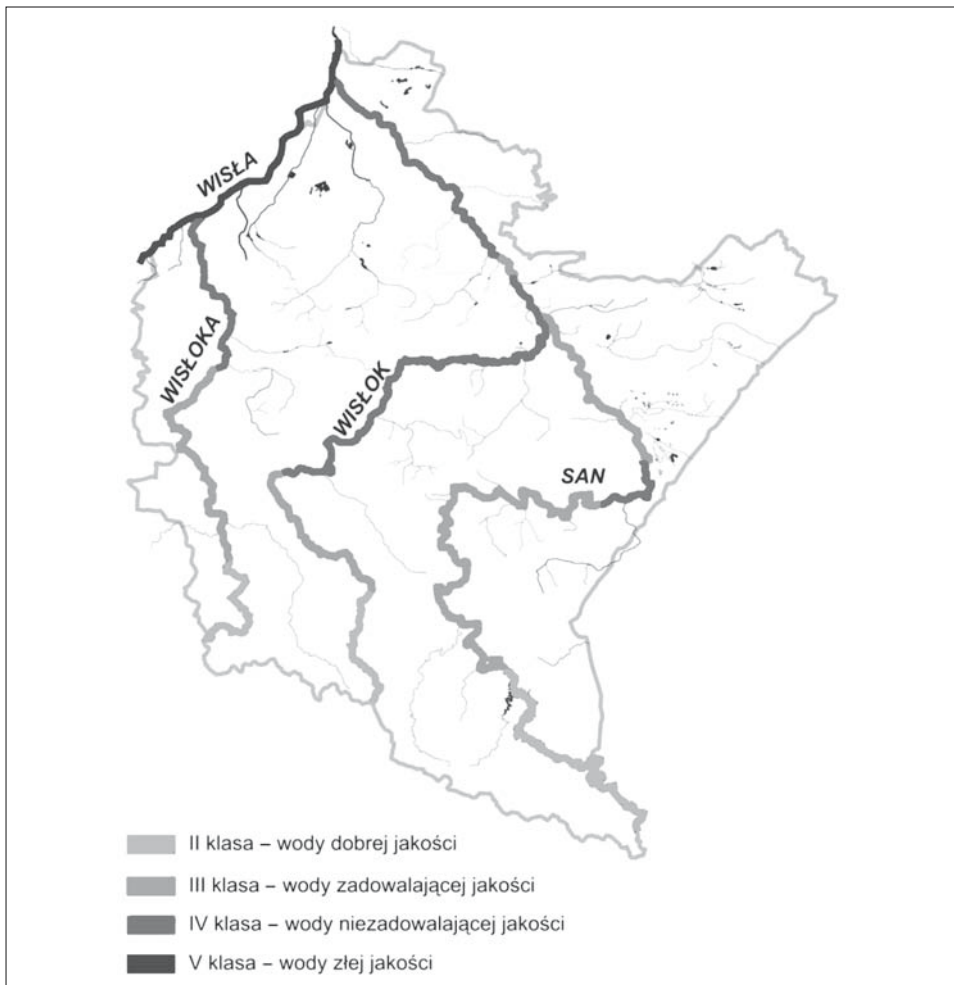 WISŁA
WISŁOKA
WISŁOK
SAN
II klasa – wody dobrej jakości
III klasa – wody zadowalającej jakości
IV klasa – wody niezadowalającej jakości
V klasa – wody złej jakości